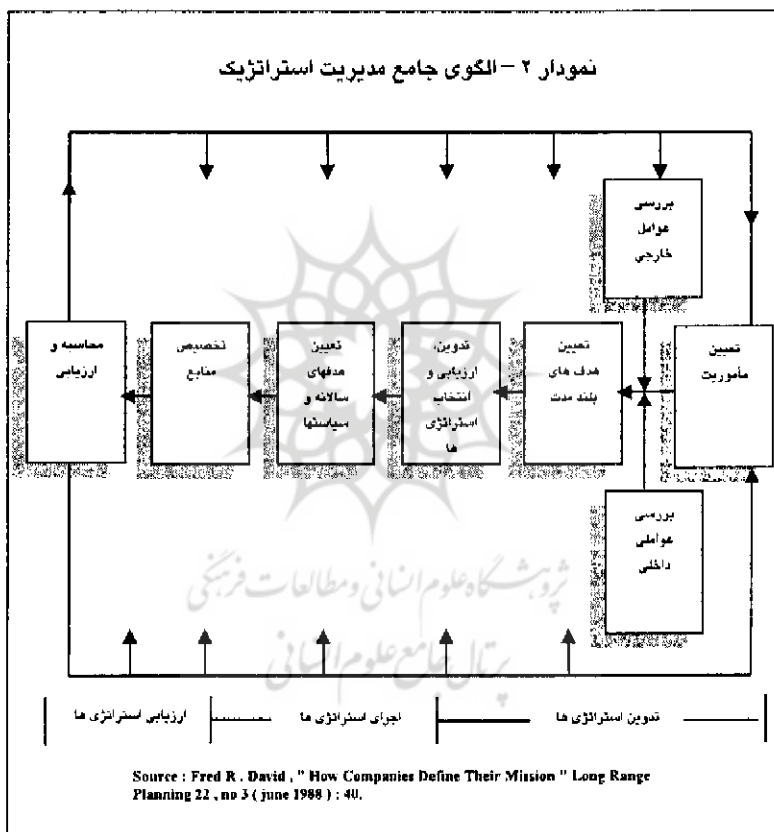 نمودار ۲ – الگوی جامع مدیریت استراتژیک
بررسی
عوامل
خارجی
تعیین
مأموریت
تعیین
هدف های
بلند مدت
تدوین،
ارزیابی و
انتخاب
استراتژی
ها
تعیین
هدفهای
سالانه و
سیاستها
تخصیص
منابع
محاسبه و
ارزیابی
بررسی
عواملی
داخلی
پژوهشگاه علوم انسانی و مطالعات فرهنگی
پرتال جامع علوم انسانی
تدوین استراتژی ها
اجرای استراتژی ها
ارزیابی استراتژی ها
Source : Fred R . David , " How Companies Define Their Mission " Long Range
Planning 22 , no 3 ( june 1988 ) : 40.